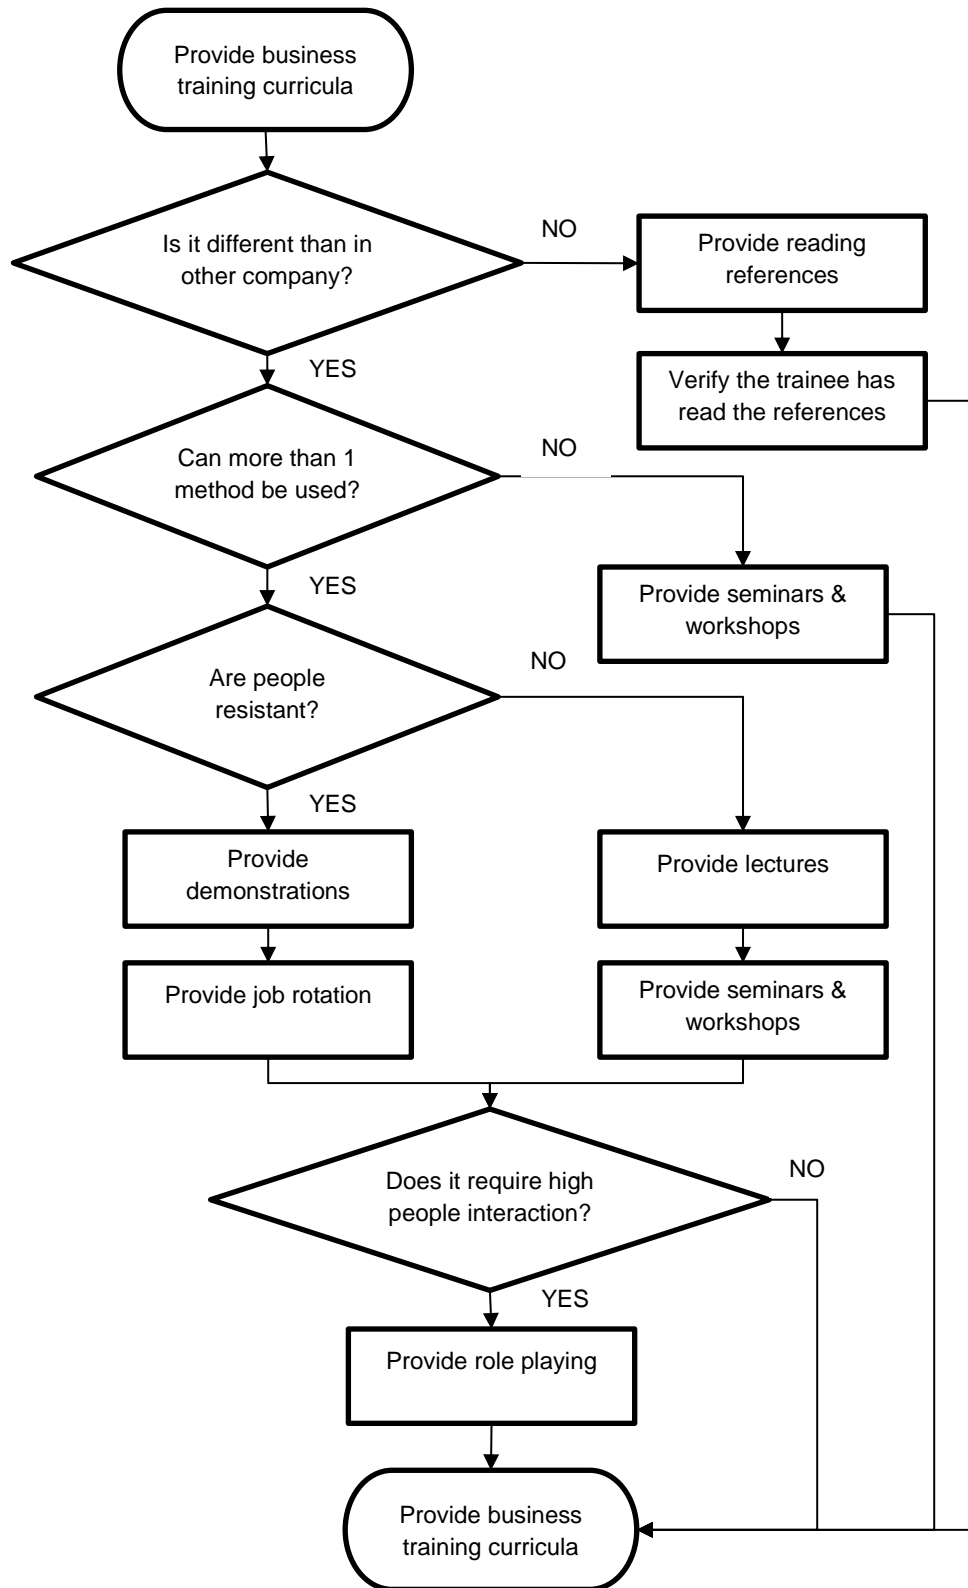 Provide business
training curricula
Is it different than in
other company?
NO
Provide reading
references
YES
Verify the trainee has
read the references
Can more than 1
method be used?
NO
YES
Provide seminars &
workshops
Are people
resistant?
NO
YES
Provide
demonstrations
Provide lectures
Provide job rotation
Provide seminars &
workshops
Does it require high
people interaction?
NO
YES
Provide role playing
Provide business
training curricula